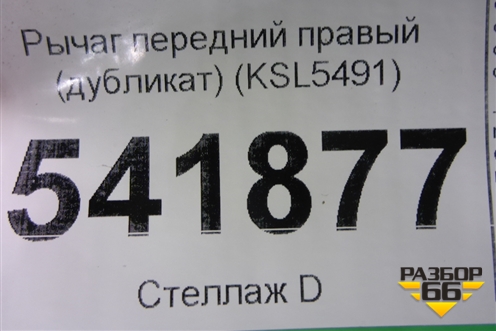 Рычаг передний правый
(дубликат) (KSL5491)
541877
Стеллаж D
РАЗБОР
66